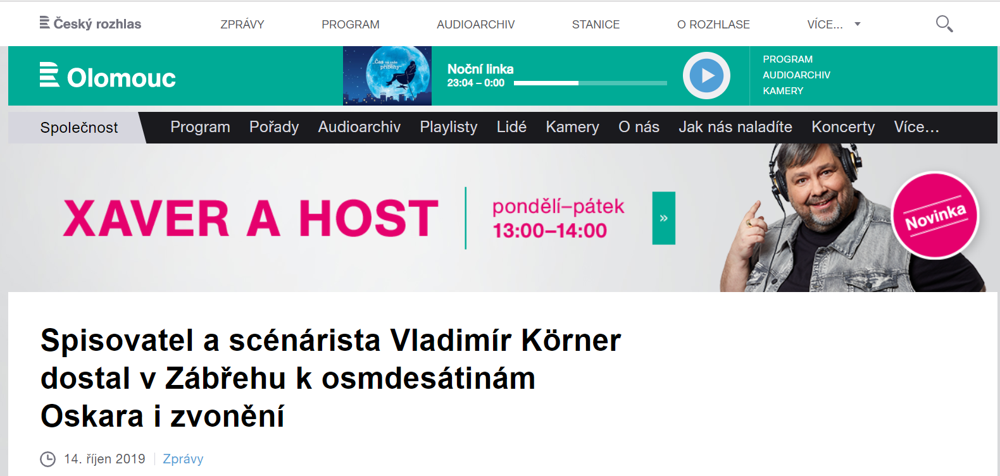 Český rozhlas
ZPRÁVY
PROGRAM
AUDIOARCHIV
STANICE
O ROZHLASE
VÍCE...
Olomouc
„Čas na vaše
příběhy“
Noční linka
23:04 – 0:00
PROGRAM
AUDIOARCHIV
KAMERY
Společnost
Program
Pořady
Audioarchiv
Playlisty
Lidé
Kamery
O nás
Jak nás naladíte
Koncerty
Více...
XAVER A HOST
pondělí–pátek
13:00–14:00
»
Novinka
Spisovatel a scénárista Vladimír Körner
dostal v Zábřehu k osmdesátinám
Oskara i zvonění
14. říjen 2019
Zprávy